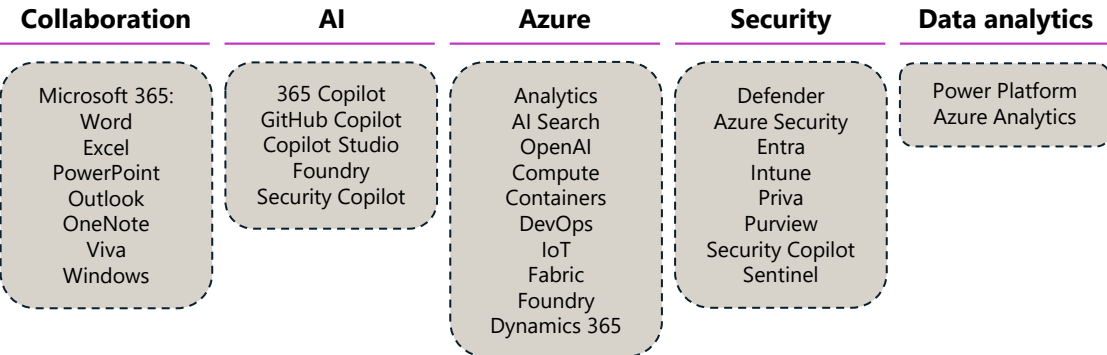 Collaboration
Microsoft 365:
Word
Excel
PowerPoint
Outlook
OneNote
Viva
Windows
AI
365 Copilot
GitHub Copilot
Copilot Studio
Foundry
Security Copilot
Azure
Analytics
AI Search
OpenAI
Compute
Containers
DevOps
IoT
Fabric
Foundry
Dynamics 365
Security
Defender
Azure Security
Entra
Intune
Priva
Purview
Security Copilot
Sentinel
Data analytics
Power Platform
Azure Analytics